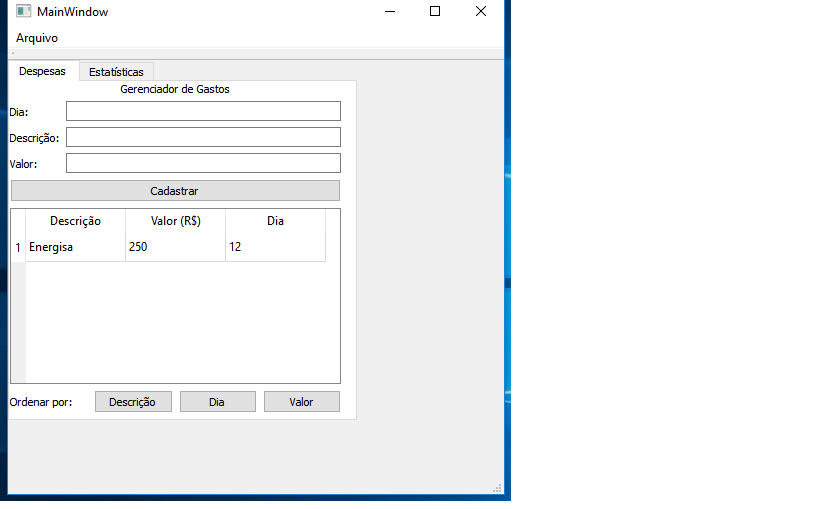 MainWindow
Arquivo
Despesas Estatísticas
Gerenciador de Gastos
Dia:
Descrição:
Valor:
Cadastrar
Descrição Valor (R$) Dia
1 Energisa 250 12
Ordenar por: Descrição Dia Valor